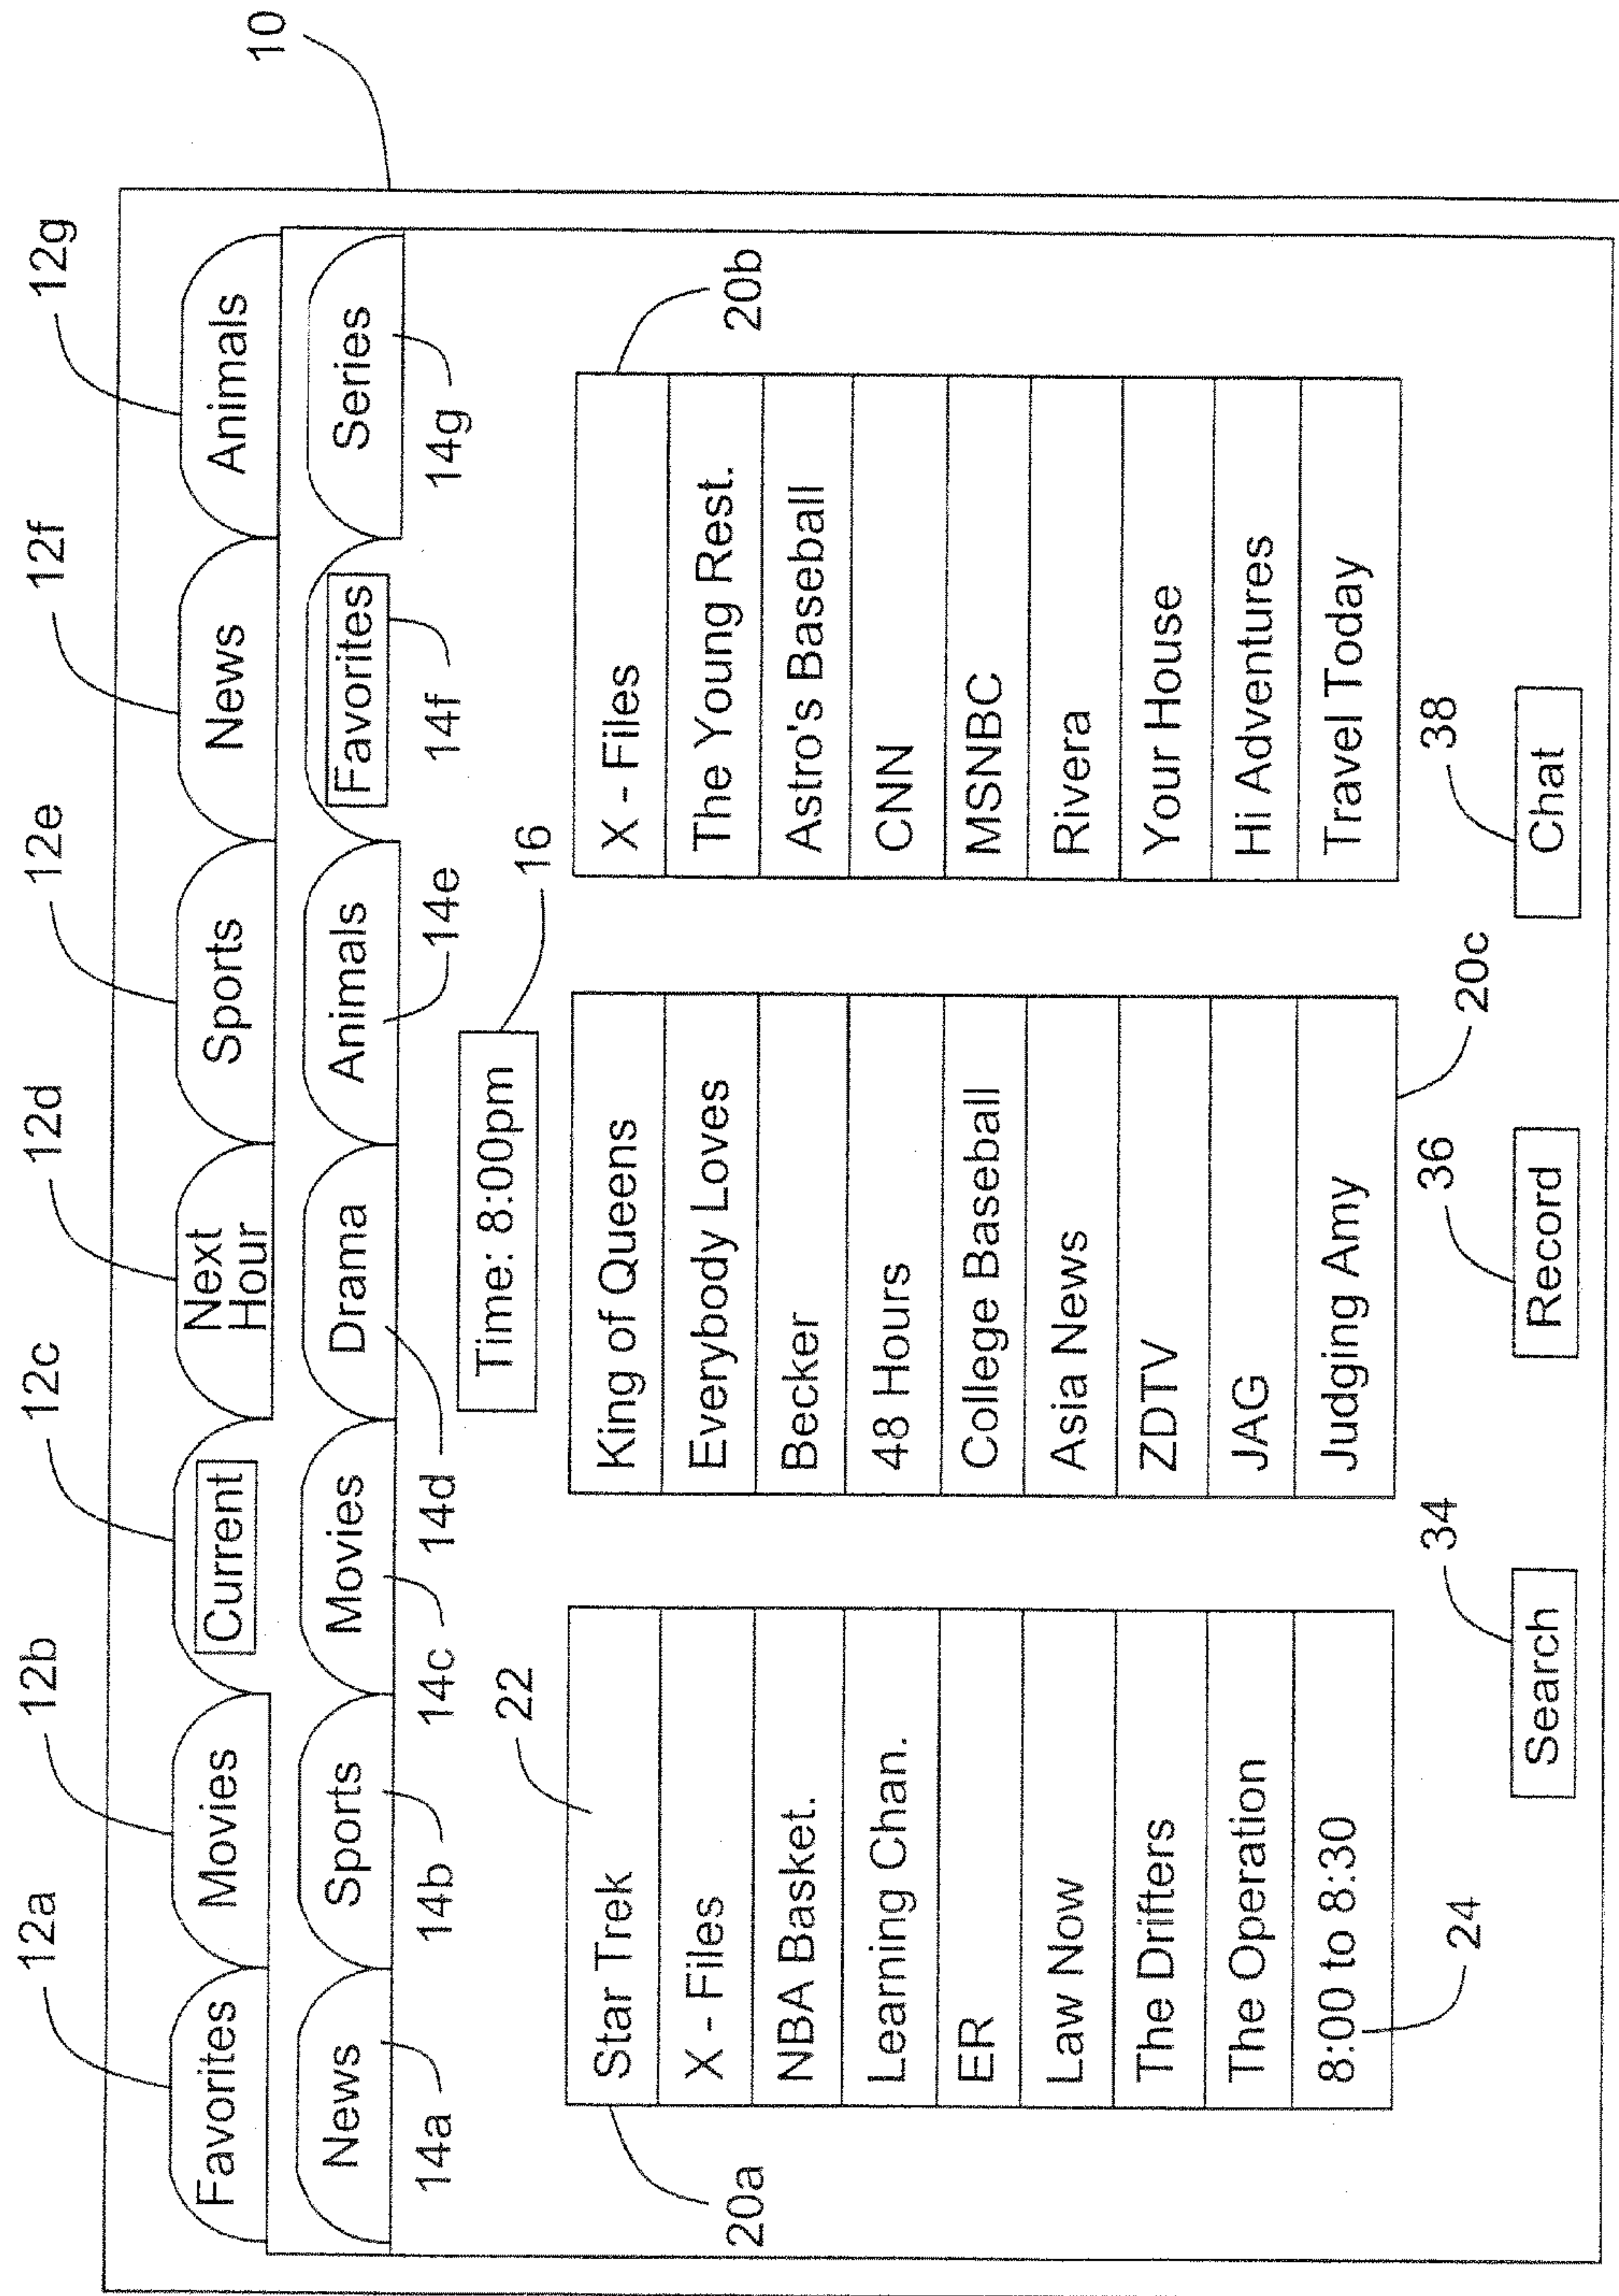 10
12a
12b
12c
12d
12e
12f
12g
Favorites
Movies
Current
Next
Hour
Sports
News
Animals
News
Sports
Movies
Drama
Animals
Favorites
Series
14a
14b
14c
14d
14e
14f
14g
Time: 8:00pm
16
22
20a
Star Trek
X - Files
NBA Basket.
Learning Chan.
ER
Law Now
The Drifters
The Operation
8:00 to 8:30
24
King of Queens
Everybody Loves
Becker
48 Hours
College Baseball
Asia News
ZDTV
JAG
Judging Amy
20c
X - Files
The Young Rest.
Astro's Baseball
CNN
MSNBC
Rivera
Your House
Hi Adventures
Travel Today
20b
34
36
38
Search
Record
Chat